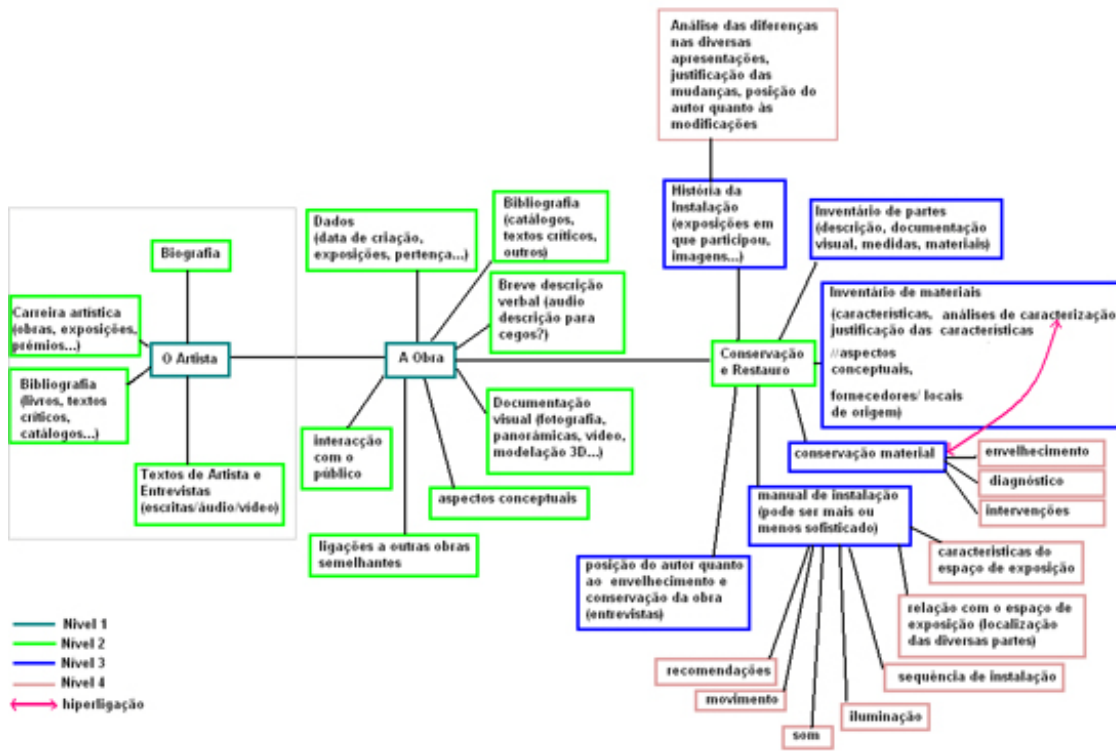 Análise das diferenças
nas diversas
apresentações,
justificação das
mudanças, posição do
autor quanto às
modificações
História da
Instalação
(exposições em
que participou,
imagens...)
Inventário de partes
(descrição, documentação
visual, medidas, materiais)
Inventário de materiais
(características, análises de caracterização
justificação das características
//aspectos
conceptuais,
fornecedores/ locais
de origem)
Biografia
Carreira artística
(obras, exposições,
prémios...)
O Artista
Bibliografia
(livros, textos
críticos,
catálogos...)
Textos de Artista e
Entrevistas
(escritas/áudio/vídeo)
Dados
(data de criação,
exposições, pertença...)
Bibliografia
(catálogos,
textos críticos,
outros)
Breve descrição
verbal (audio
descrição para
cegos?)
A Obra
Documentação
visual (fotografia,
panorámicas, vídeo,
modelação 3D...)
interacção
com o
público
aspectos conceptuais
ligações a outras obras
semelhantes
Conservação
e Restauro
conservação material
envelhecimento
diagnóstico
intervenções
manual de instalação
(pode ser mais ou
menos sofisticado)
características do
espaço de exposição
posição do autor quanto
ao envelhecimento e
conservação da obra
(entrevistas)
relação com o espaço de
exposição (localização
das diversas partes)
recomendações
sequência de instalação
movimento
iluminação
som
Nível 1
Nível 2
Nível 3
Nível 4
hiperligação